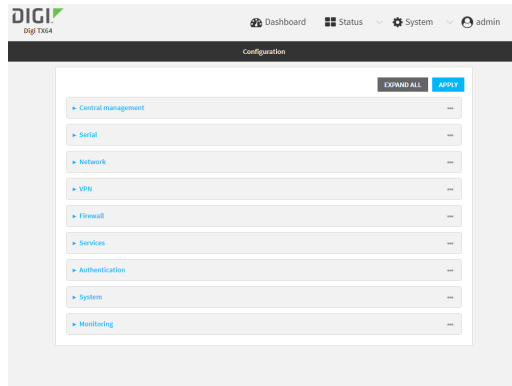 DIGI.
Digi TX64
Dashboard Status System admin
Configuration
EXPAND ALL APPLY
Central management
Serial
Network
VPN
Firewall
Services
Authentication
System
Monitoring